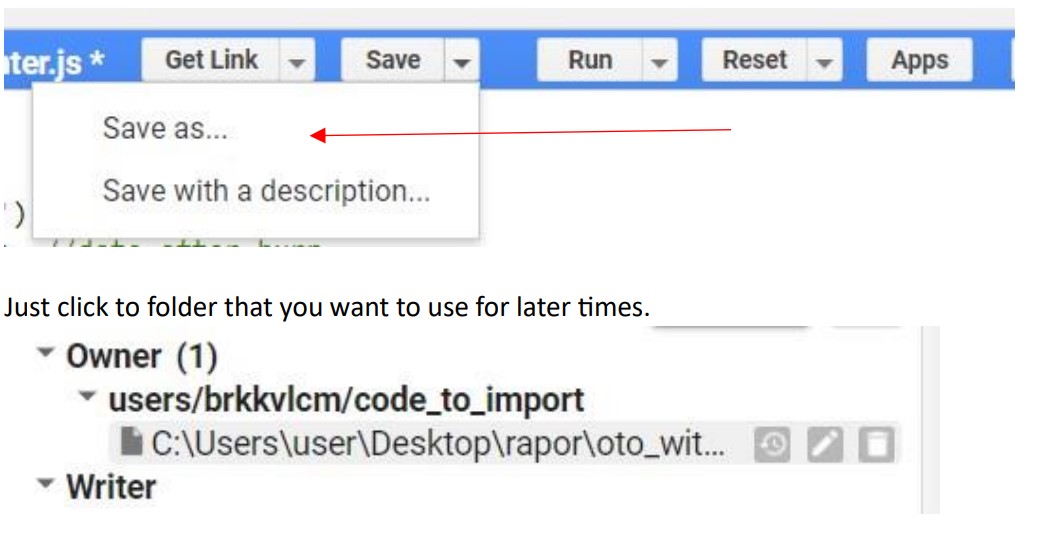 ter.js * Get Link Save Run Reset Apps
Save as...
Save with a description...
')
Just click to folder that you want to use for later times.
Owner (1)
users/brkkvlcm/code_to_import
C:\Users\user\Desktop\rapor\oto_wit...
Writer